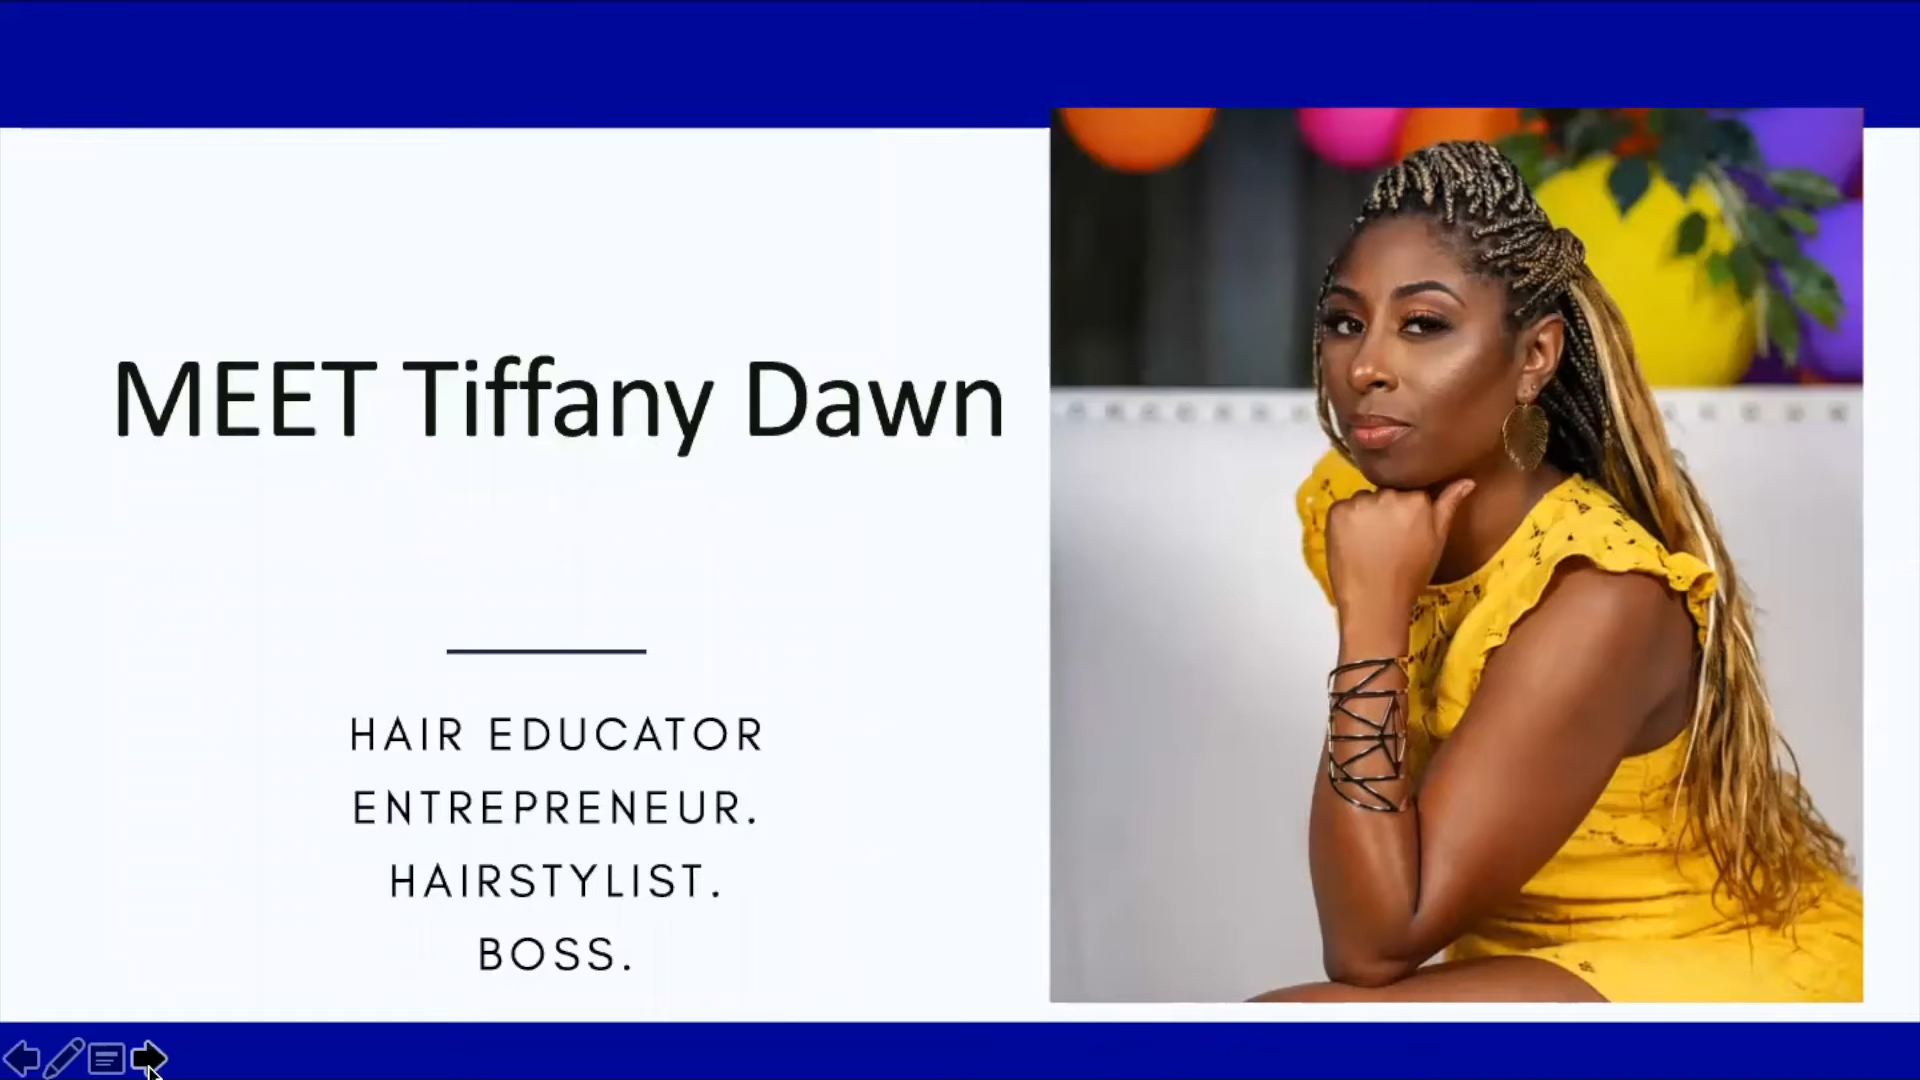 MEET Tiffany Dawn
HAIR EDUCATOR
ENTREPRENEUR.
HAIRSTYLIST.
BOSS.